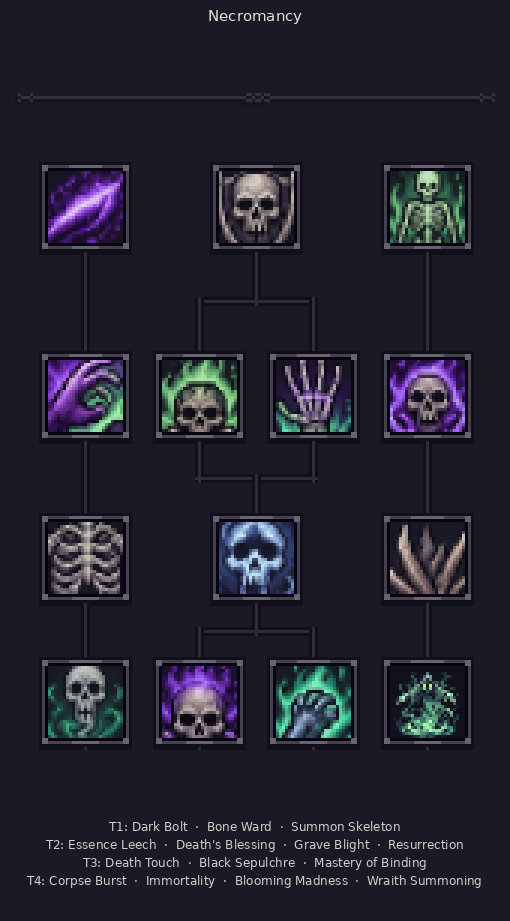 Necromancy
T1: Dark Bolt · Bone Ward · Summon Skeleton
T2: Essence Leech · Death's Blessing · Grave Blight · Resurrection
T3: Death Touch · Black Sepulchre · Mastery of Binding
T4: Corpse Burst · Immortality · Blooming Madness · Wraith Summoning